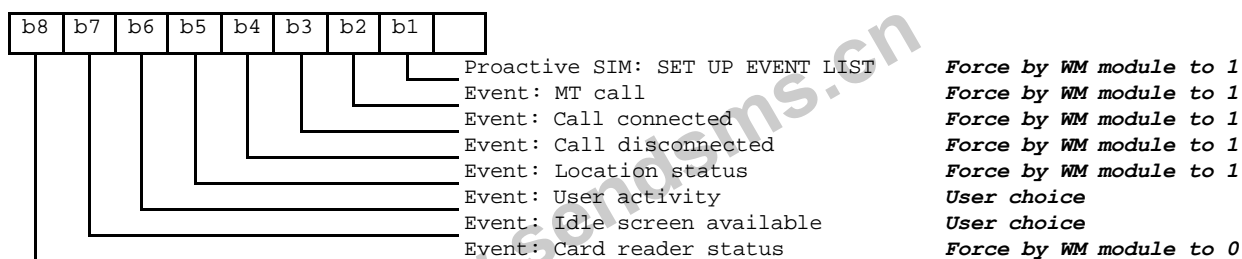 b8 b7 b6 b5 b4 b3 b2 b1
Proactive SIM: SET UP EVENT LIST Force by WM module to 1
Event: MT call Force by WM module to 1
Event: Call connected Force by WM module to 1
Event: Call disconnected Force by WM module to 1
Event: Location status Force by WM module to 1
Event: User activity User choice
Event: Idle screen available User choice
Event: Card reader status Force by WM module to 0
sendsms.cn